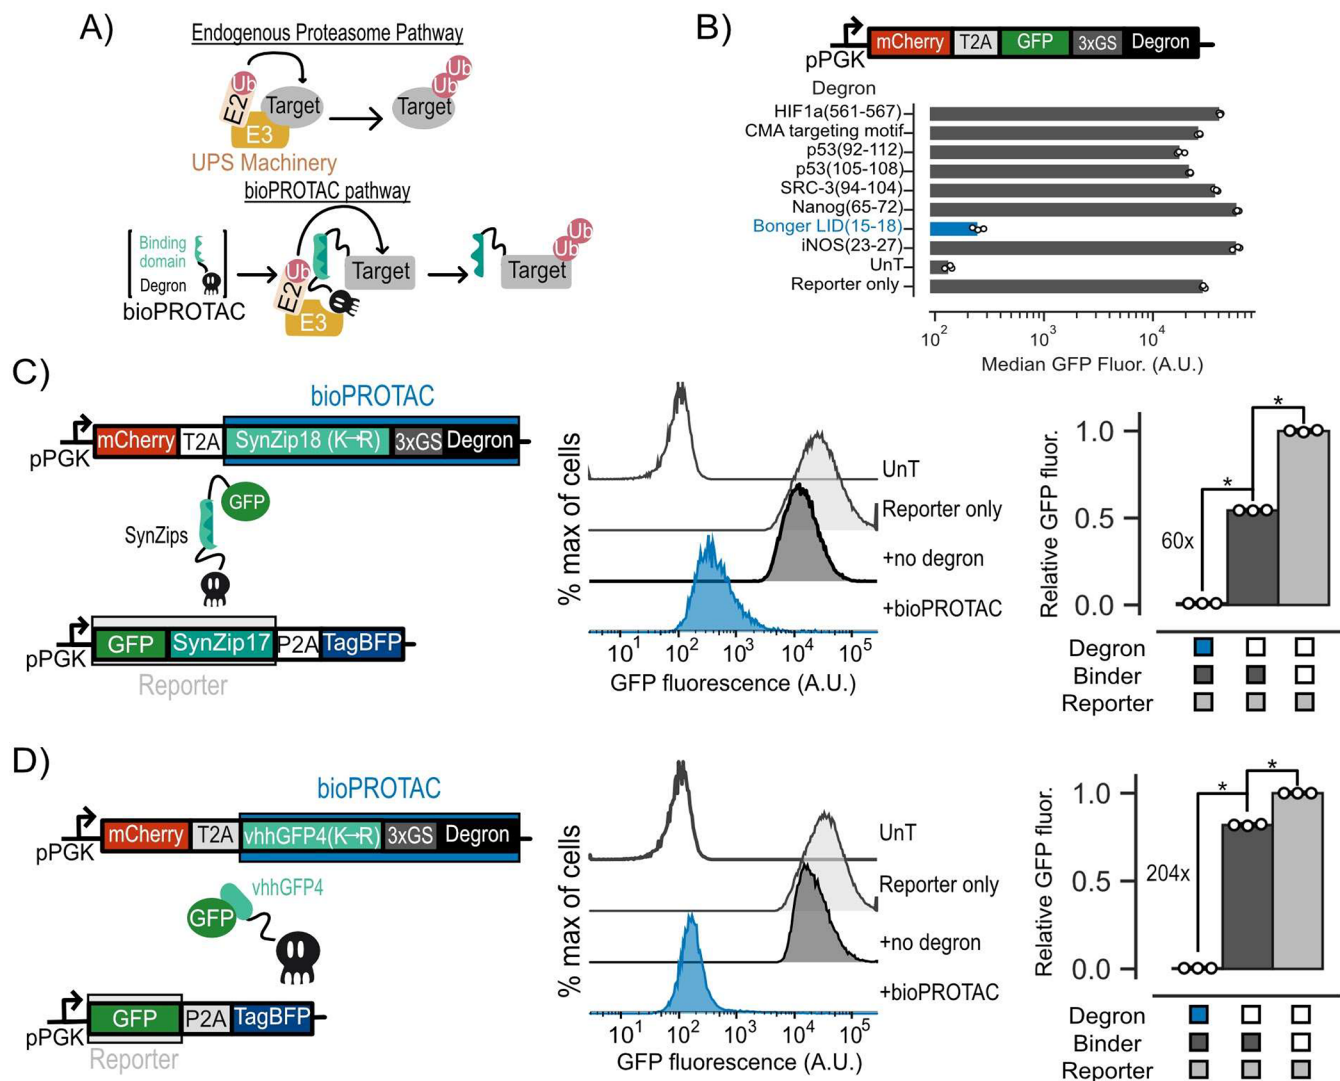 A)
Endogenous Proteasome Pathway
Ub
E2
Target
E3
Ub
Ub
Target
UPS Machinery
bioPROTAC pathway
Binding
domain
Degron
bioPROTAC
Ub
E2
Target
E3
Ub
Ub
Target
B)
pPGK
mCherry
T2A
GFP
3xGS
Degron
Degron
HIF1a(561-567)
CMA targeting motif
p53(92-112)
p53(105-108)
SRC-3(94-104)
Nanog(65-72)
Bonger LID(15-18)
iNOS(23-27)
UnT
Reporter only
10² 10³ 10⁴
Median GFP Fluor. (A.U.)
C)
bioPROTAC
pPGK
mCherry
T2A
SynZip18 (K→R)
3xGS
Degron
GFP
SynZips
pPGK
GFP
SynZip17
P2A
TagBFP
Reporter
% max of cells
UnT
Reporter only
+no degron
+bioPROTAC
10¹ 10² 10³ 10⁴ 10⁵
GFP fluorescence (A.U.)
Relative GFP fluor.
1.0
0.5
0.0
60x
*
*
Degron
Binder
Reporter
D)
bioPROTAC
pPGK
mCherry
T2A
vhhGFP4(K→R)
3xGS
Degron
vhhGFP4
GFP
pPGK
GFP
P2A
TagBFP
Reporter
% max of cells
UnT
Reporter only
+no degron
+bioPROTAC
10¹ 10² 10³ 10⁴ 10⁵
GFP fluorescence (A.U.)
Relative GFP fluor.
1.0
0.5
0.0
204x
*
*
Degron
Binder
Reporter